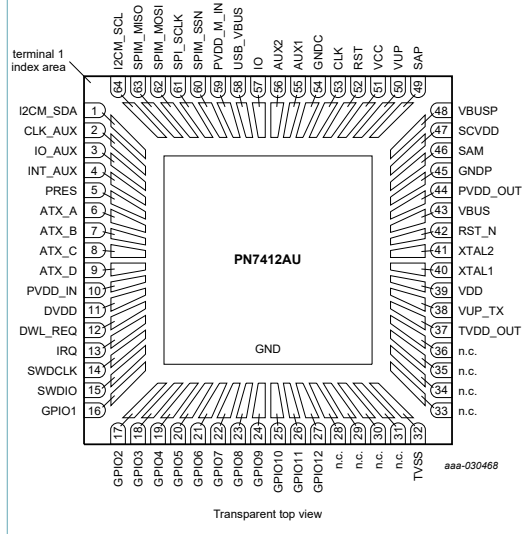 terminal 1
index area
64 I2CM_SCL
63 SPIM_MISO
62 SPIM_MOSI
61 SPI_SCLK
60 SPIM_SSN
59 PVDD_M_IN
58 USB_VBUS
57 IO
56 AUX2
55 AUX1
54 GNDC
53 CLK
52 RST
51 VCC
50 VUP
49 SAP
I2CM_SDA 1
CLK_AUX 2
IO_AUX 3
INT_AUX 4
PRES 5
ATX_A 6
ATX_B 7
ATX_C 8
ATX_D 9
PVDD_IN 10
DVDD 11
DWL_REQ 12
IRQ 13
SWDCLK 14
SWDIO 15
GPIO1 16
PN7412AU
GND
48 VBUSP
47 SCVDD
46 SAM
45 GNDP
44 PVDD_OUT
43 VBUS
42 RST_N
41 XTAL2
40 XTAL1
39 VDD
38 VUP_TX
37 TVDD_OUT
36 n.c.
35 n.c.
34 n.c.
33 n.c.
GPIO2 17
GPIO3 18
GPIO4 19
GPIO5 20
GPIO6 21
GPIO7 22
GPIO8 23
GPIO9 24
GPIO10 25
GPIO11 26
GPIO12 27
n.c. 28
n.c. 29
n.c. 30
n.c. 31
TVSS 32
aaa-030468
Transparent top view